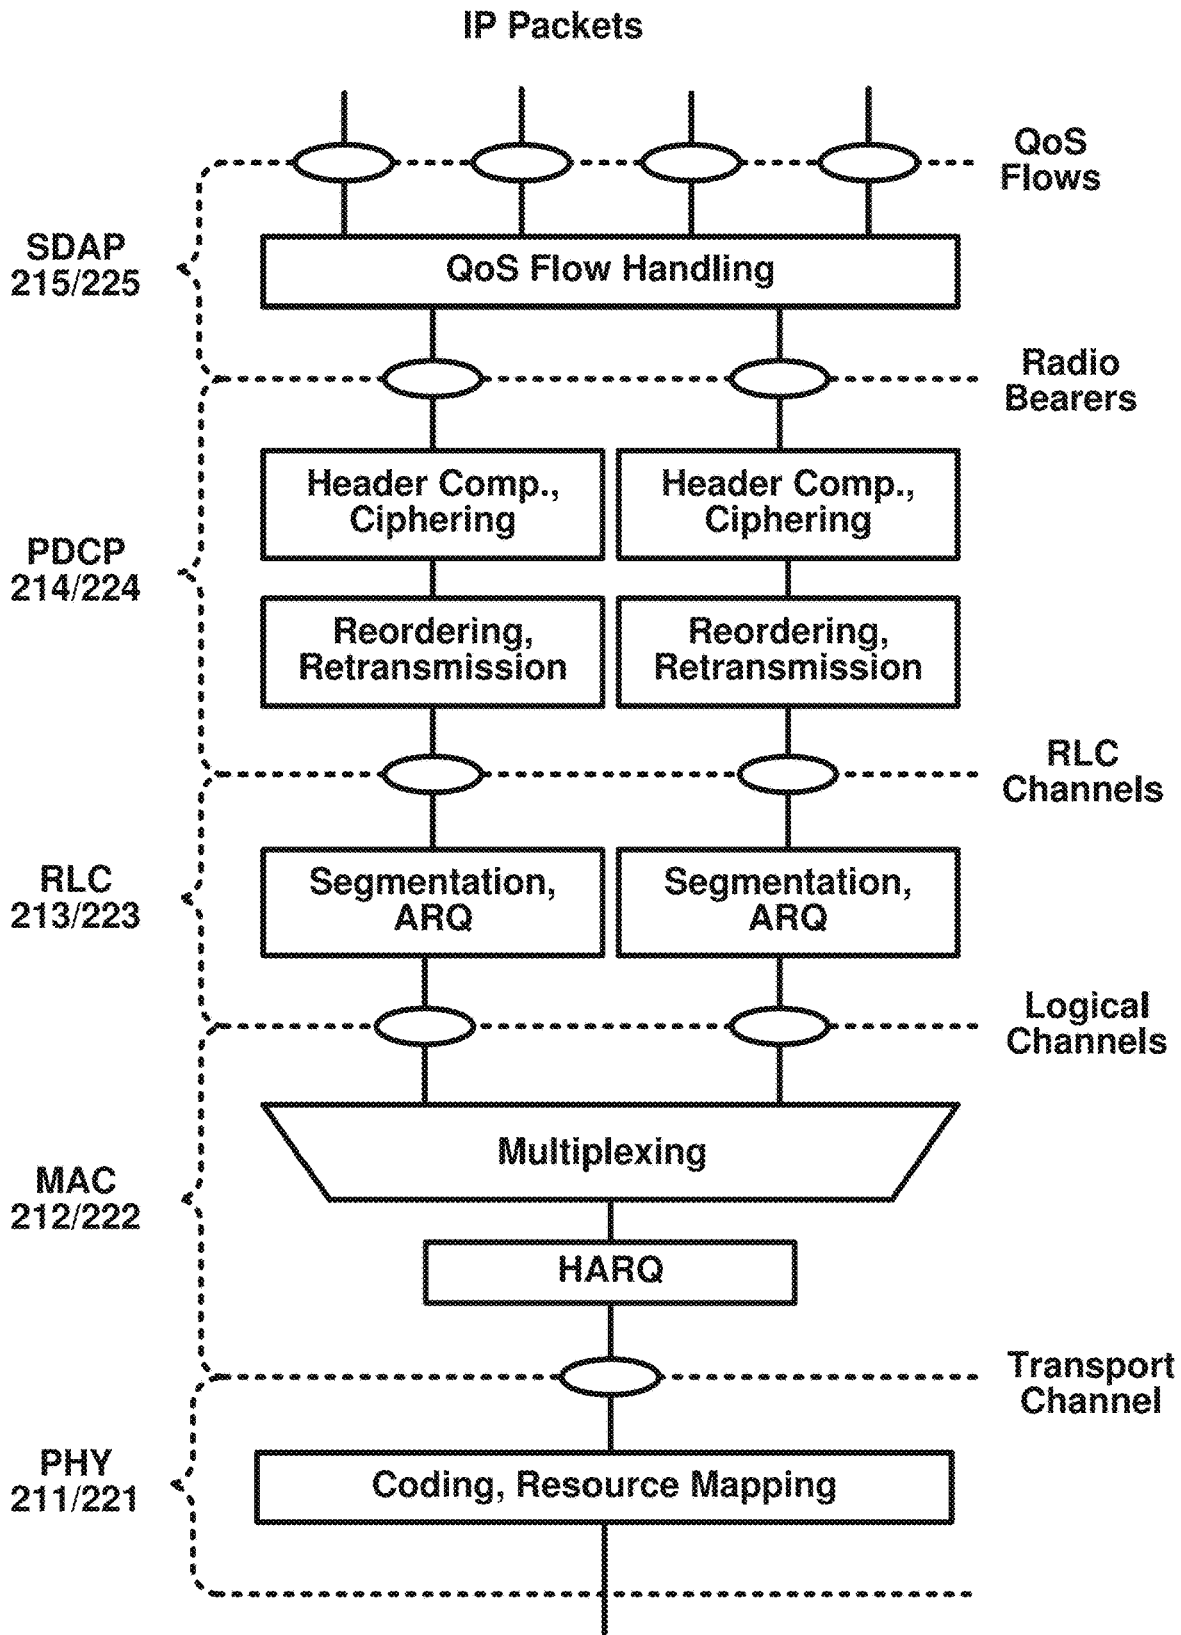 IP Packets
QoS
Flows
SDAP
215/225
QoS Flow Handling
Radio
Bearers
Header Comp.,
Ciphering
Header Comp.,
Ciphering
PDCP
214/224
Reordering,
Retransmission
Reordering,
Retransmission
RLC
Channels
RLC
213/223
Segmentation,
ARQ
Segmentation,
ARQ
Logical
Channels
Multiplexing
MAC
212/222
HARQ
Transport
Channel
PHY
211/221
Coding, Resource Mapping